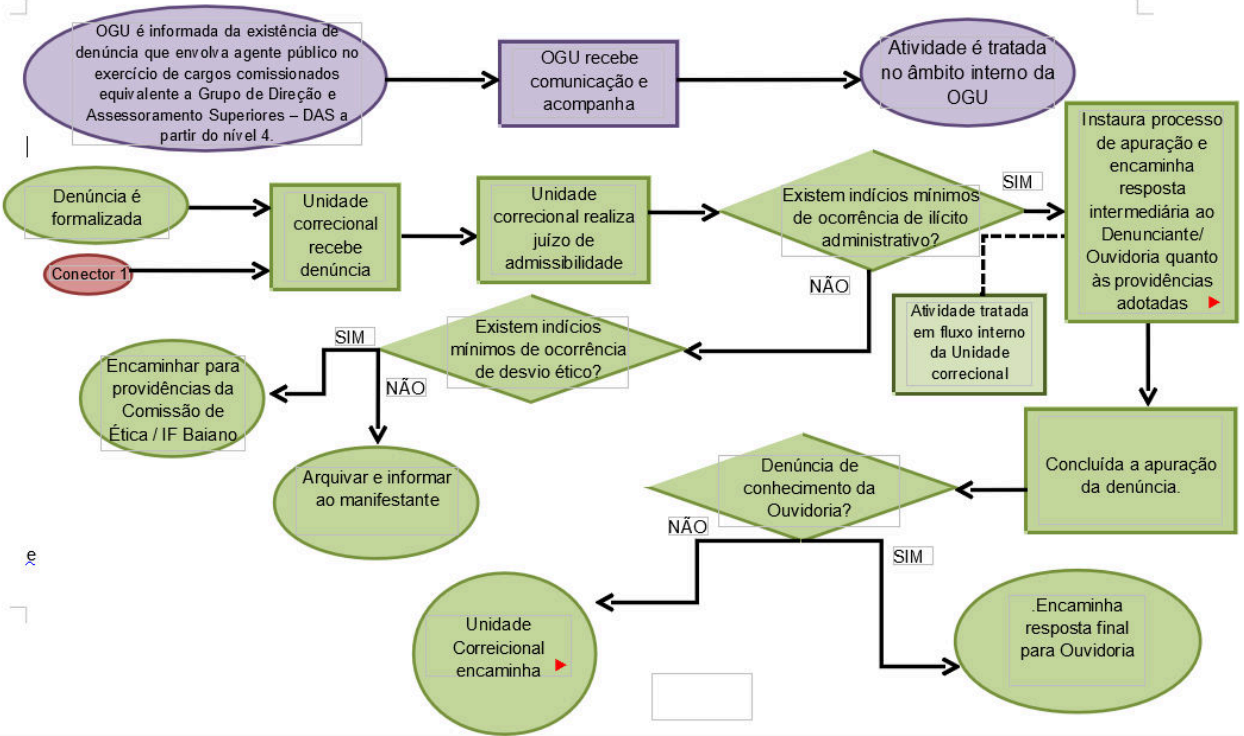 OGU é informada da existência de
denúncia que envolva agente público no
exercício de cargos comissionados
equivalente a Grupo de Direção e
Assessoramento Superiores – DAS a
partir do nível 4.
OGU recebe
comunicação e
acompanha
Atividade é tratada
no âmbito interno da
OGU
Denúncia é
formalizada
Conector 1
Unidade
correcional
recebe
denúncia
Unidade
correcional realiza
juízo de
admissibilidade
Existem indícios mínimos
de ocorrência de ilícito
administrativo?
SIM
NÃO
Instaura processo
de apuração e
encaminha
resposta
intermediária ao
Denunciante/
Ouvidoria quanto
às providências
adotadas
Atividade tratada
em fluxo interno
da Unidade
correcional
Existem indícios
mínimos de ocorrência
de desvio ético?
SIM
NÃO
Encaminhar para
providências da
Comissão de
Ética / IF Baiano
Arquivar e informar
ao manifestante
Concluída a apuração
da denúncia.
Denúncia de
conhecimento da
Ouvidoria?
NÃO
SIM
e
Unidade
Correicional
encaminha
.Encaminha
resposta final
para Ouvidoria